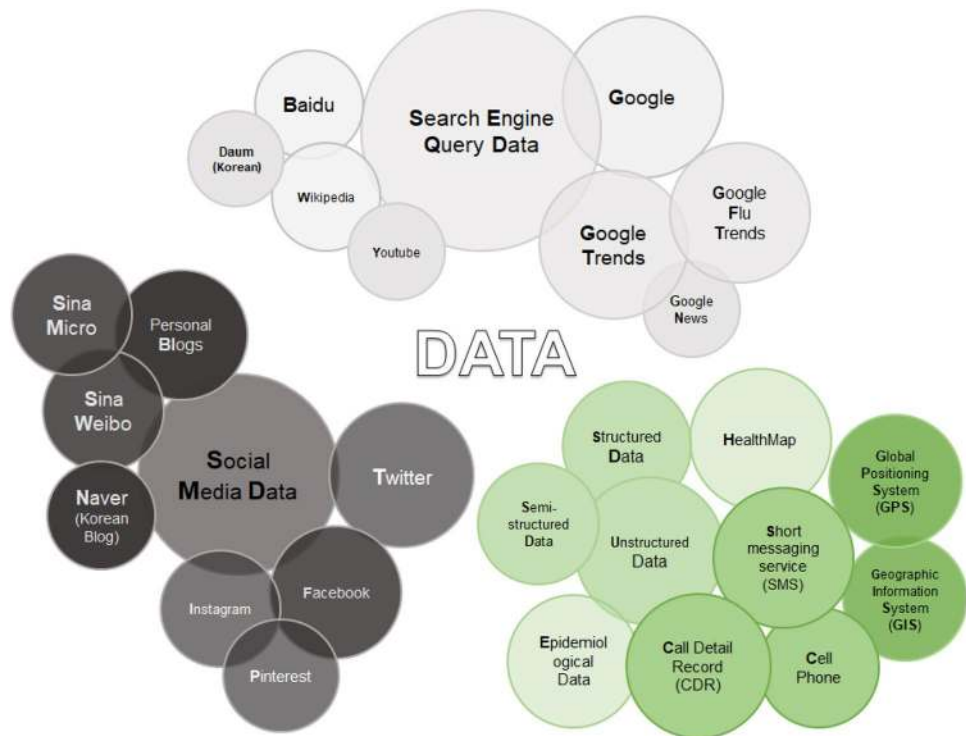 Baidu
Daum
(Korean)
Wikipedia
Youtube
Search Engine
Query Data
Google
Google
Trends
Google
Flu
Trends
Google
News
DATA
Sina
Micro
Personal
Blogs
Sina
Weibo
Naver
(Korean
Blog)
Social
Media Data
Twitter
Instagram
Facebook
Pinterest
Structured
Data
HealthMap
Semi-
structured
Data
Unstructured
Data
Short
messaging
service
(SMS)
Global
Positioning
System
(GPS)
Geographic
Information
System
(GIS)
Epidemiol
ogical
Data
Call Detail
Record
(CDR)
Cell
Phone